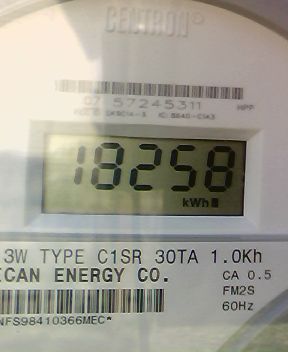 CENTRON®
07 57245311 HPP
18258
kWh
3W TYPE C1SR 30TA 1.0Kh
ICAN ENERGY CO. CA 0.5
FM2S
NFS98410366MEC* 60Hz